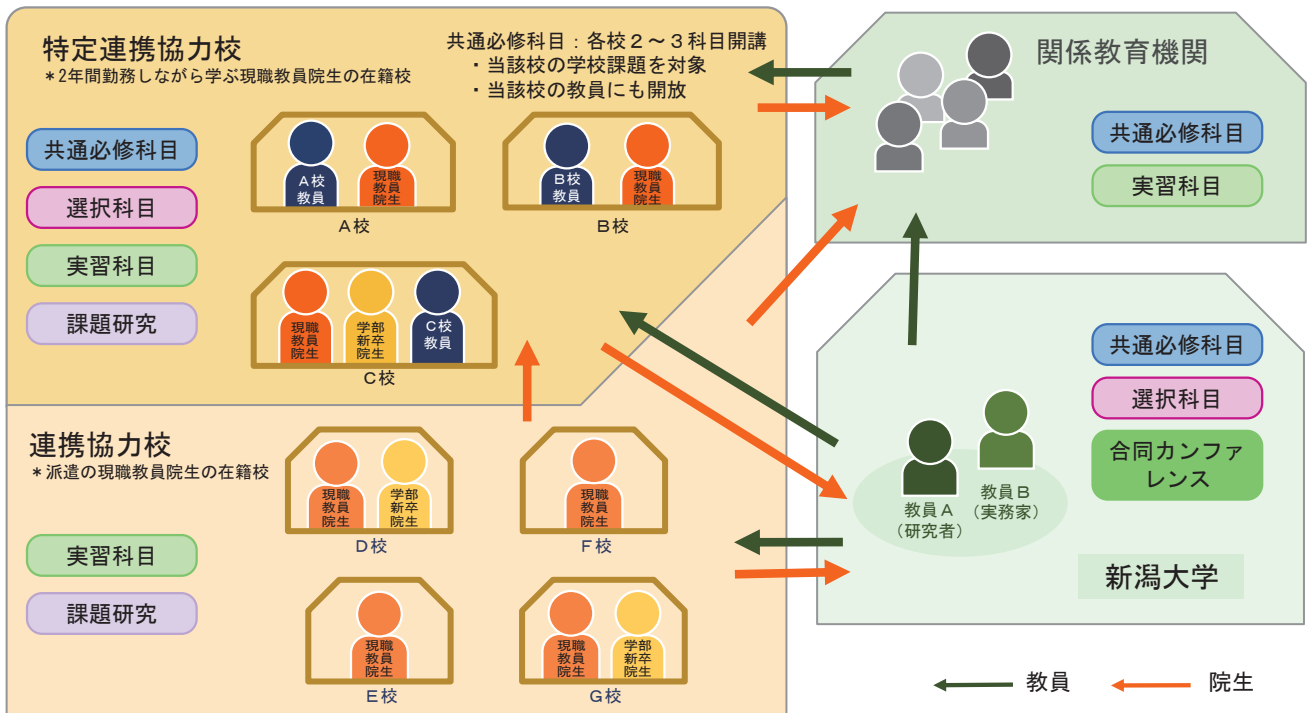 特定連携協力校
＊2年間勤務しながら学ぶ現職教員院生の在籍校
共通必修科目：各校２～３科目開講
・当該校の学校課題を対象
・当該校の教員にも開放
共通必修科目
選択科目
実習科目
課題研究
A校
教員
現職
教員
院生
A校
B校
教員
現職
教員
院生
B校
現職
教員
院生
学部
新卒
院生
C校
教員
C校
連携協力校
＊派遣の現職教員院生の在籍校
実習科目
課題研究
現職
教員
院生
学部
新卒
院生
D校
現職
教員
院生
F校
現職
教員
院生
E校
現職
教員
院生
学部
新卒
院生
G校
関係教育機関
共通必修科目
実習科目
共通必修科目
選択科目
合同カンファ
レンス
教員A
（研究者）
教員B
（実務家）
新潟大学
教員
院生